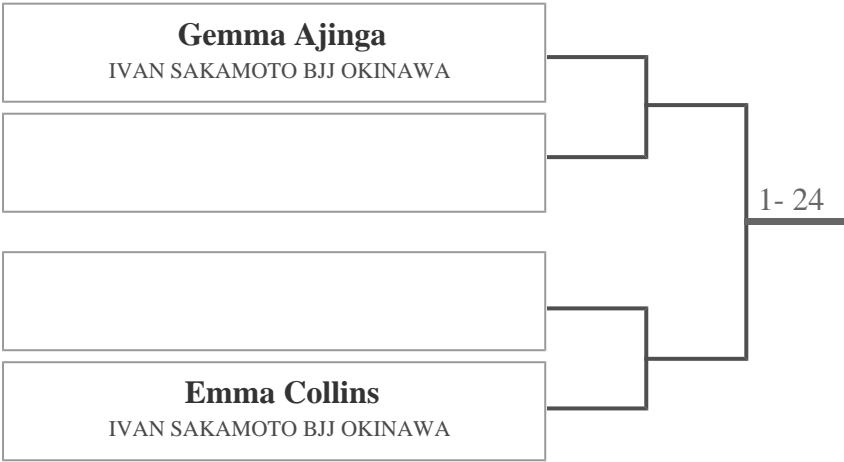 Gemma Ajinga
IVAN SAKAMOTO BJJ OKINAWA
1- 24
Emma Collins
IVAN SAKAMOTO BJJ OKINAWA